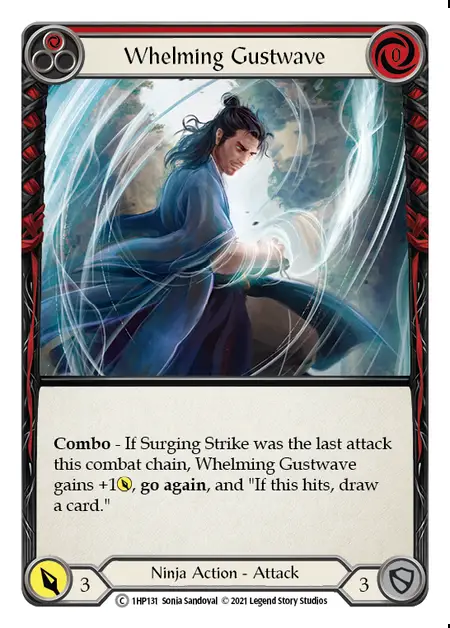 Whelming Gustwave
0
Combo - If Surging Strike was the last attack
this combat chain, Whelming Gustwave
gains +1, go again, and "If this hits, draw
a card."
3
Ninja Action - Attack
3
C 1HP131 Sonia Sandoval © 2021 Legend Story Studios